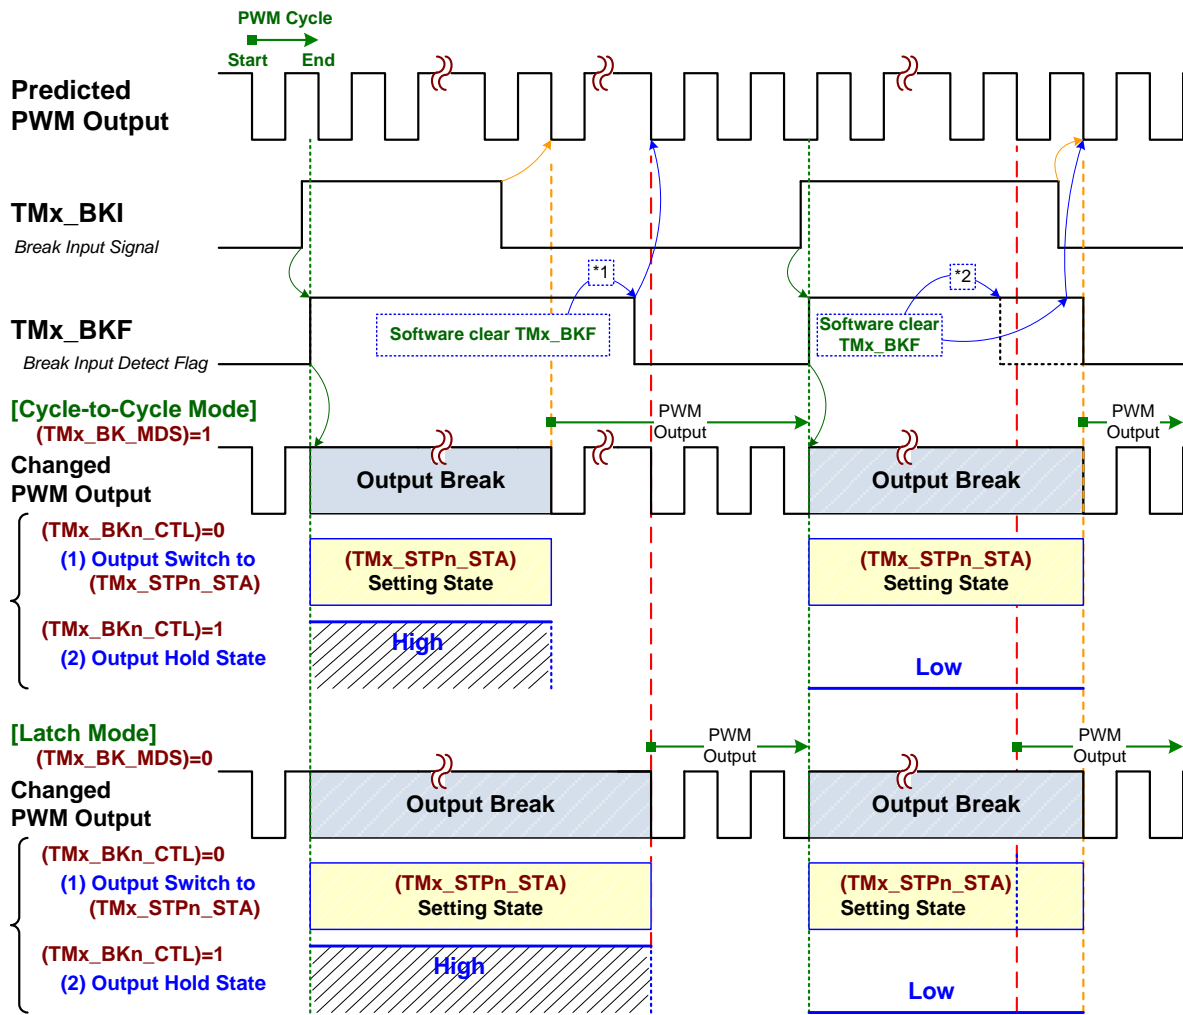 PWM Cycle
Start
End
Predicted
PWM Output
TMx_BKI
Break Input Signal
*1
*2
TMx_BKF
Break Input Detect Flag
Software clear TMx_BKF
Software clear
TMx_BKF
[Cycle-to-Cycle Mode]
(TMx_BK_MDS)=1
PWM
Output
PWM
Output
Changed
PWM Output
Output Break
Output Break
(TMx_BKn_CTL)=0
(1) Output Switch to
(TMx_STPn_STA)
(TMx_STPn_STA)
Setting State
(TMx_STPn_STA)
Setting State
(TMx_BKn_CTL)=1
(2) Output Hold State
High
Low
[Latch Mode]
(TMx_BK_MDS)=0
PWM
Output
PWM
Output
Changed
PWM Output
Output Break
Output Break
(TMx_BKn_CTL)=0
(1) Output Switch to
(TMx_STPn_STA)
(TMx_STPn_STA)
Setting State
(TMx_STPn_STA)
Setting State
(TMx_BKn_CTL)=1
(2) Output Hold State
High
Low